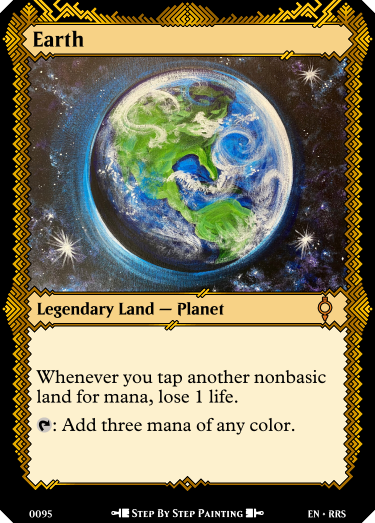 Earth
Legendary Land — Planet
Whenever you tap another nonbasic
land for mana, lose 1 life.
: Add three mana of any color.
0095 STEP BY STEP PAINTING EN • RRS